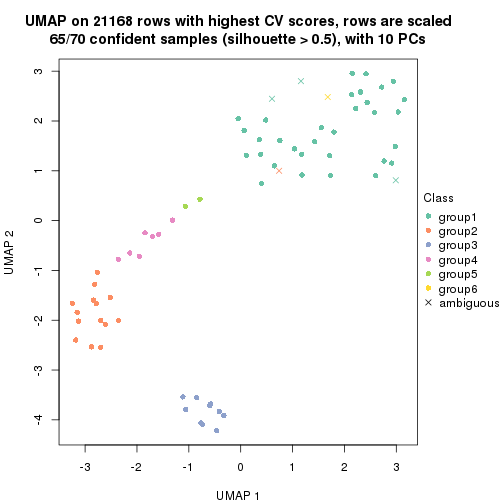 UMAP on 21168 rows with highest CV scores, rows are scaled
65/70 confident samples (silhouette > 0.5), with 10 PCs
3
2
1
0
-1
-2
-3
-4
UMAP 2
-3
-2
-1
0
1
2
3
UMAP 1
Class
group1
group2
group3
group4
group5
group6
ambiguous